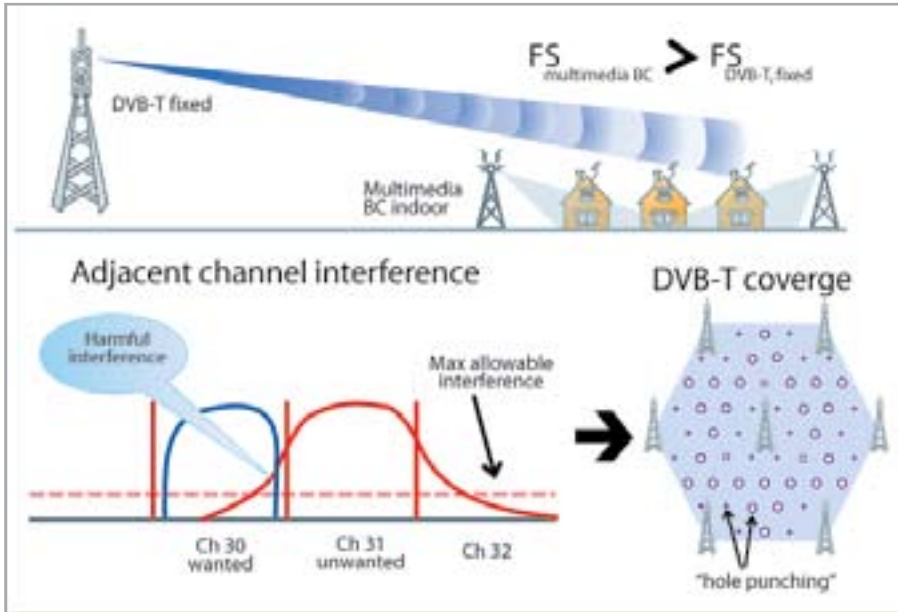 FS multimedia BC > FS DVB-T, fixed
DVB-T fixed
Multimedia
BC indoor
Adjacent channel interference
DVB-T coverge
Harmful
interference
Max allowable
interference
Ch 30
wanted
Ch 31
unwanted
Ch 32
"hole punching"